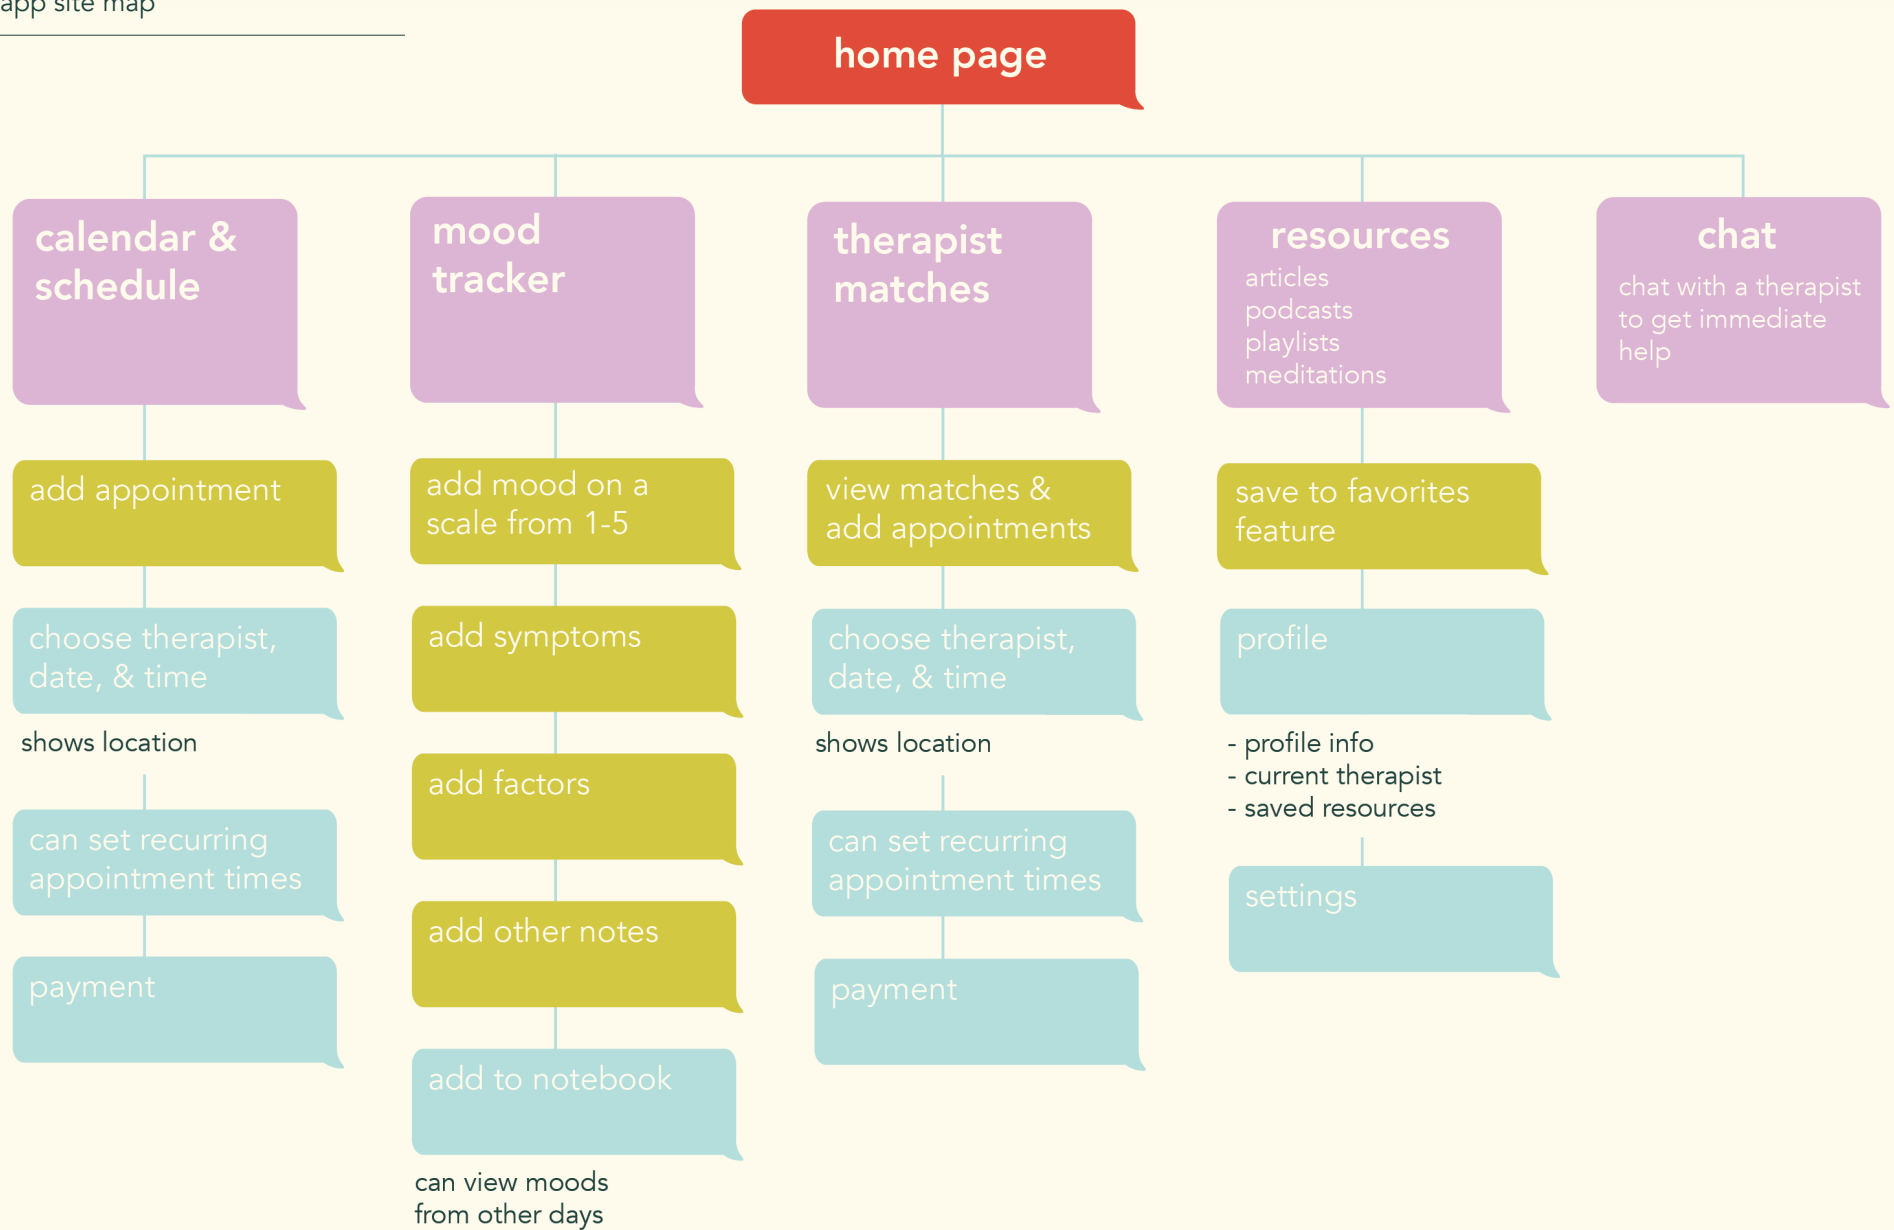 app site map
home page
calendar &
schedule
add appointment
choose therapist,
date, & time
shows location
can set recurring
appointment times
payment
mood
tracker
add mood on a
scale from 1-5
add symptoms
add factors
add other notes
add to notebook
can view moods
from other days
therapist
matches
view matches &
add appointments
choose therapist,
date, & time
shows location
can set recurring
appointment times
payment
resources
articles
podcasts
playlists
meditations
save to favorites
feature
profile
- profile info
- current therapist
- saved resources
settings
chat
chat with a therapist
to get immediate
help